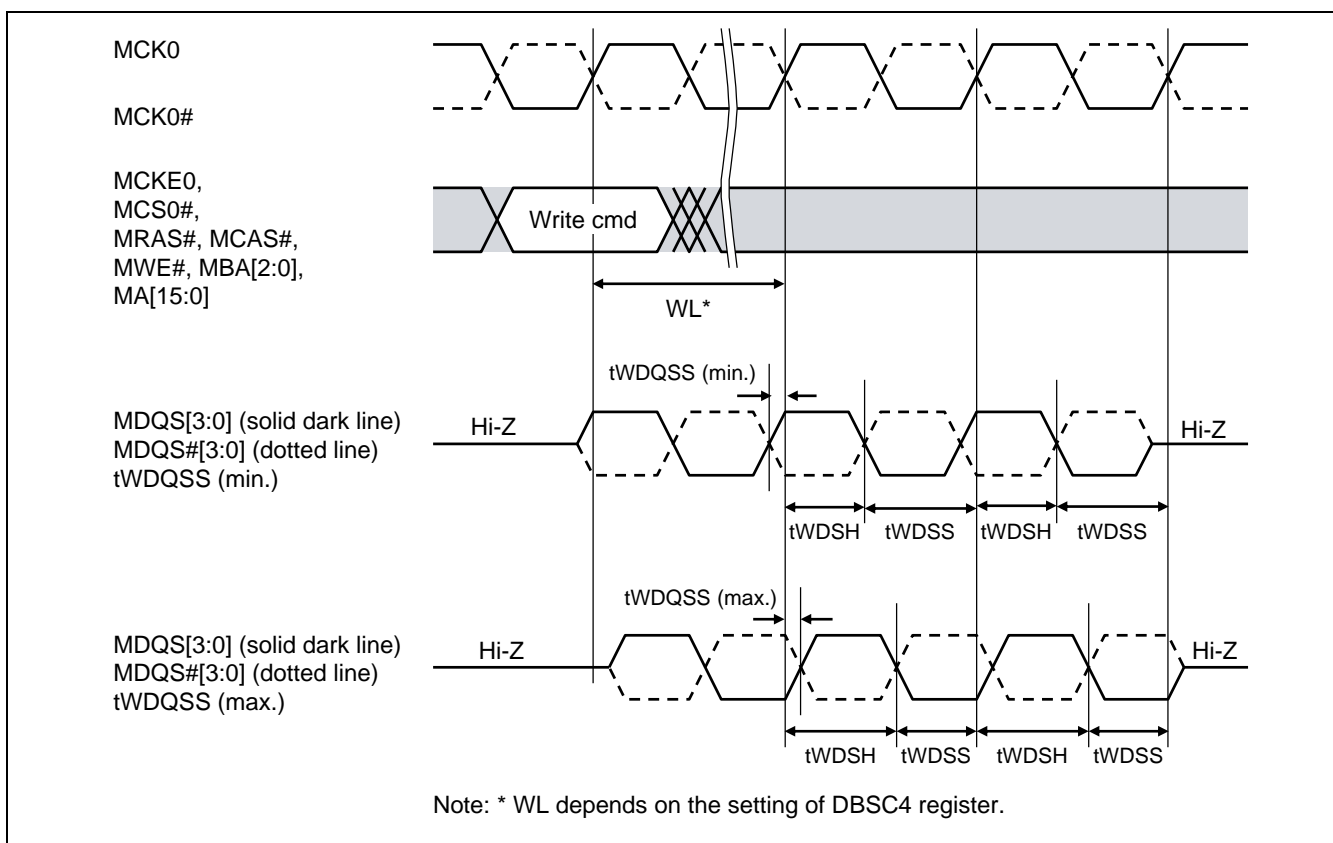 MCK0
MCK0#
MCKE0,
MCS0#,
MRAS#, MCAS#,
MWE#, MBA[2:0],
MA[15:0]
Write cmd
WL*
tWDQSS (min.)
MDQS[3:0] (solid dark line)
MDQS#[3:0] (dotted line)
tWDQSS (min.)
Hi-Z
Hi-Z
tWDSH
tWDSS
tWDSH
tWDSS
tWDQSS (max.)
MDQS[3:0] (solid dark line)
MDQS#[3:0] (dotted line)
tWDQSS (max.)
Hi-Z
Hi-Z
tWDSH
tWDSS
tWDSH
tWDSS
Note: * WL depends on the setting of DBSC4 register.